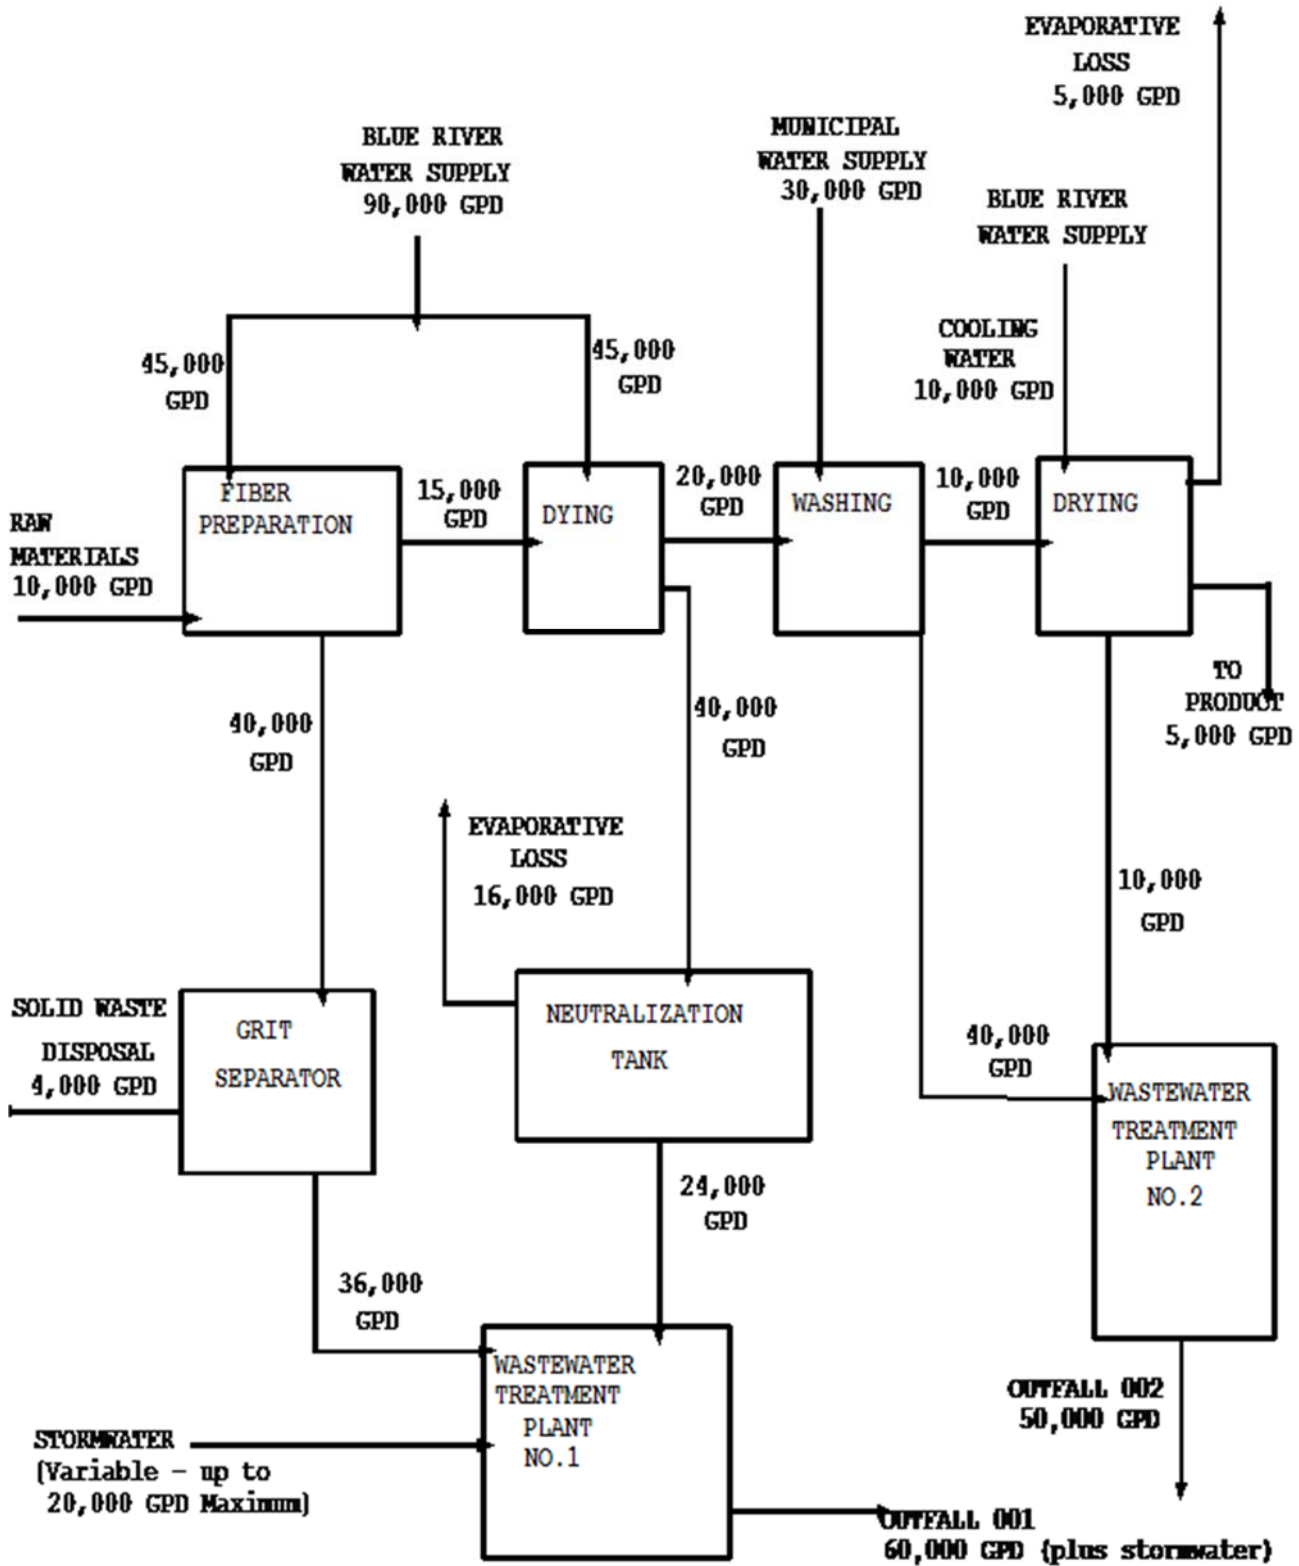 EVAPORATIVE
LOSS
5,000 GPD
BLUE RIVER
WATER SUPPLY
90,000 GPD
MUNICIPAL
WATER SUPPLY
30,000 GPD
BLUE RIVER
WATER SUPPLY
COOLING
WATER
10,000 GPD
45,000
GPD
45,000
GPD
RAW
MATERIALS
10,000 GPD
FIBER
PREPARATION
15,000
GPD
DYING
20,000
GPD
WASHING
10,000
GPD
DRYING
TO
PRODUCT
5,000 GPD
40,000
GPD
40,000
GPD
EVAPORATIVE
LOSS
16,000 GPD
10,000
GPD
SOLID WASTE
DISPOSAL
4,000 GPD
GRIT
SEPARATOR
NEUTRALIZATION
TANK
40,000
GPD
WASTEWATER
TREATMENT
PLANT
NO.2
24,000
GPD
36,000
GPD
WASTEWATER
TREATMENT
PLANT
NO.1
STORMWATER
(Variable - up to
20,000 GPD Maximum)
OUTFALL 002
50,000 GPD
OUTFALL 001
60,000 GPD (plus stormwater)